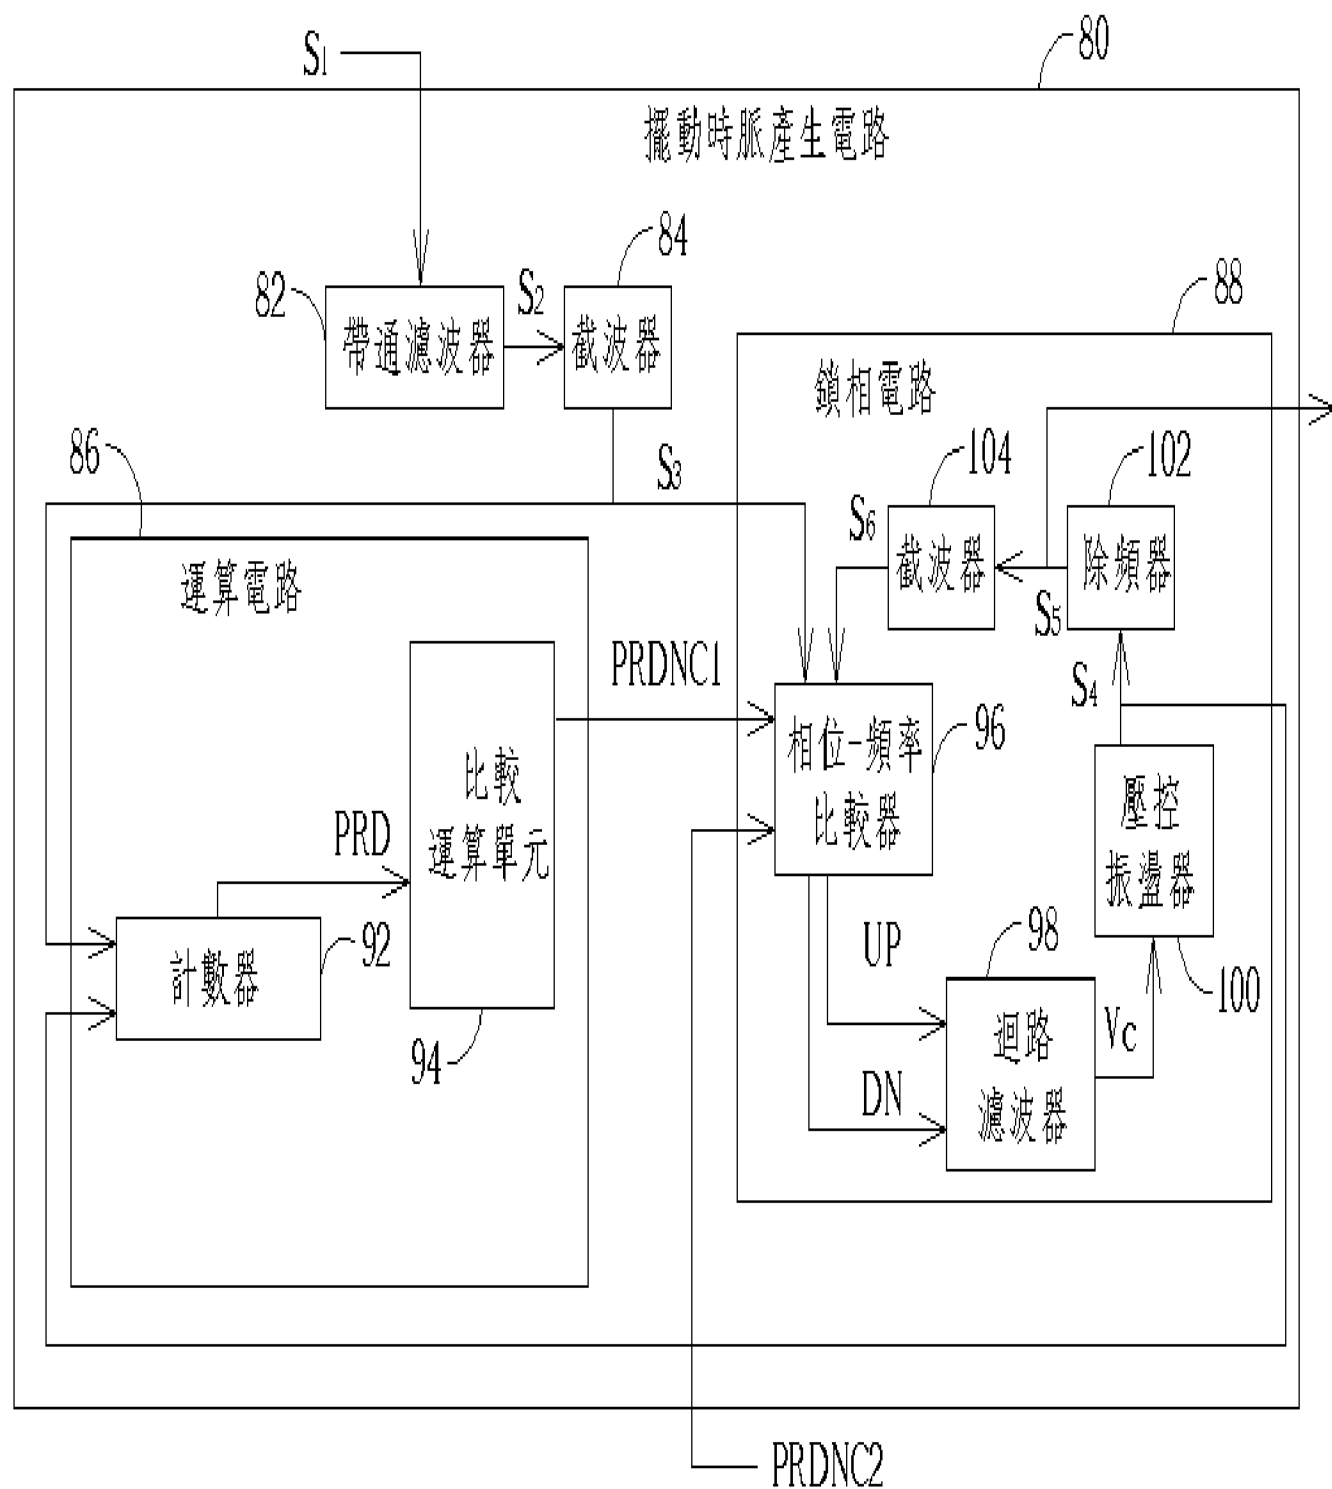 S1
80
擺動時脈產生電路
84
82
S2
88
帶通濾波器
截波器
鎖相電路
86
S3
104
102
S6
截波器
除頻器
運算電路
S5
PRDNC1
S4
96
相位-頻率
比較器
比較
運算單元
壓控
振盪器
PRD
92
UP
98
計數器
100
迴路
濾波器
Vc
94
DN
PRDNC2